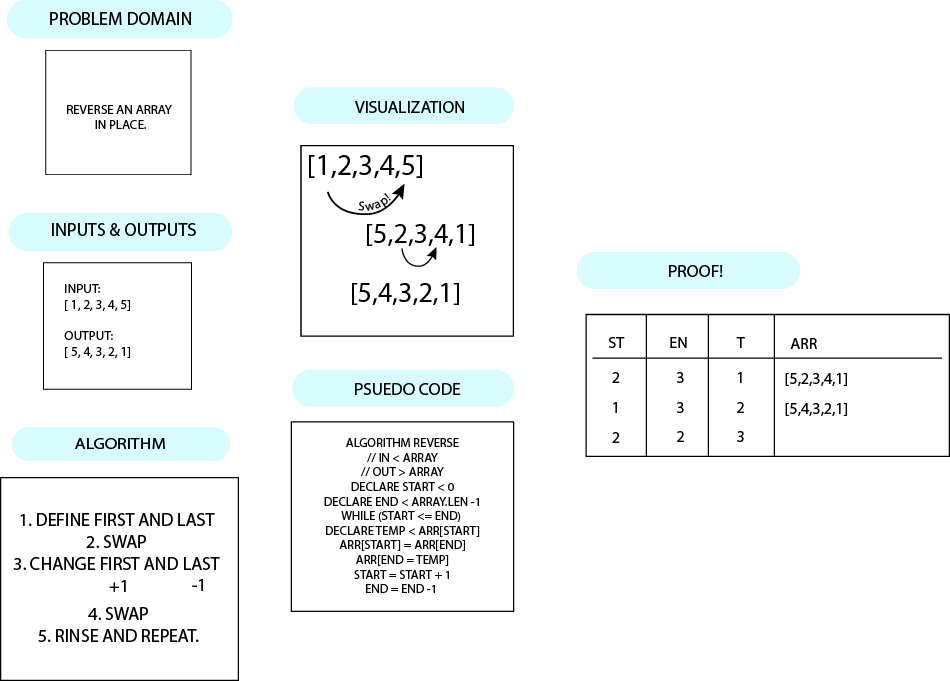 PROBLEM DOMAIN
REVERSE AN ARRAY
IN PLACE.
INPUTS & OUTPUTS
INPUT:
[ 1, 2, 3, 4, 5]
OUTPUT:
[ 5, 4, 3, 2, 1]
ALGORITHM
1. DEFINE FIRST AND LAST
2. SWAP
3. CHANGE FIRST AND LAST
+1 -1
4. SWAP
5. RINSE AND REPEAT.
VISUALIZATION
[1,2,3,4,5]
Swap!
[5,2,3,4,1]
[5,4,3,2,1]
PSUEDO CODE
ALGORITHM REVERSE
// IN < ARRAY
// OUT > ARRAY
DECLARE START < 0
DECLARE END < ARRAY.LEN -1
WHILE (START <= END)
DECLARE TEMP < ARR[START]
ARR[START] = ARR[END]
ARR[END = TEMP]
START = START + 1
END = END -1
PROOF!
ST EN T ARR
2 3 1 [5,2,3,4,1]
1 3 2 [5,4,3,2,1]
2 2 3